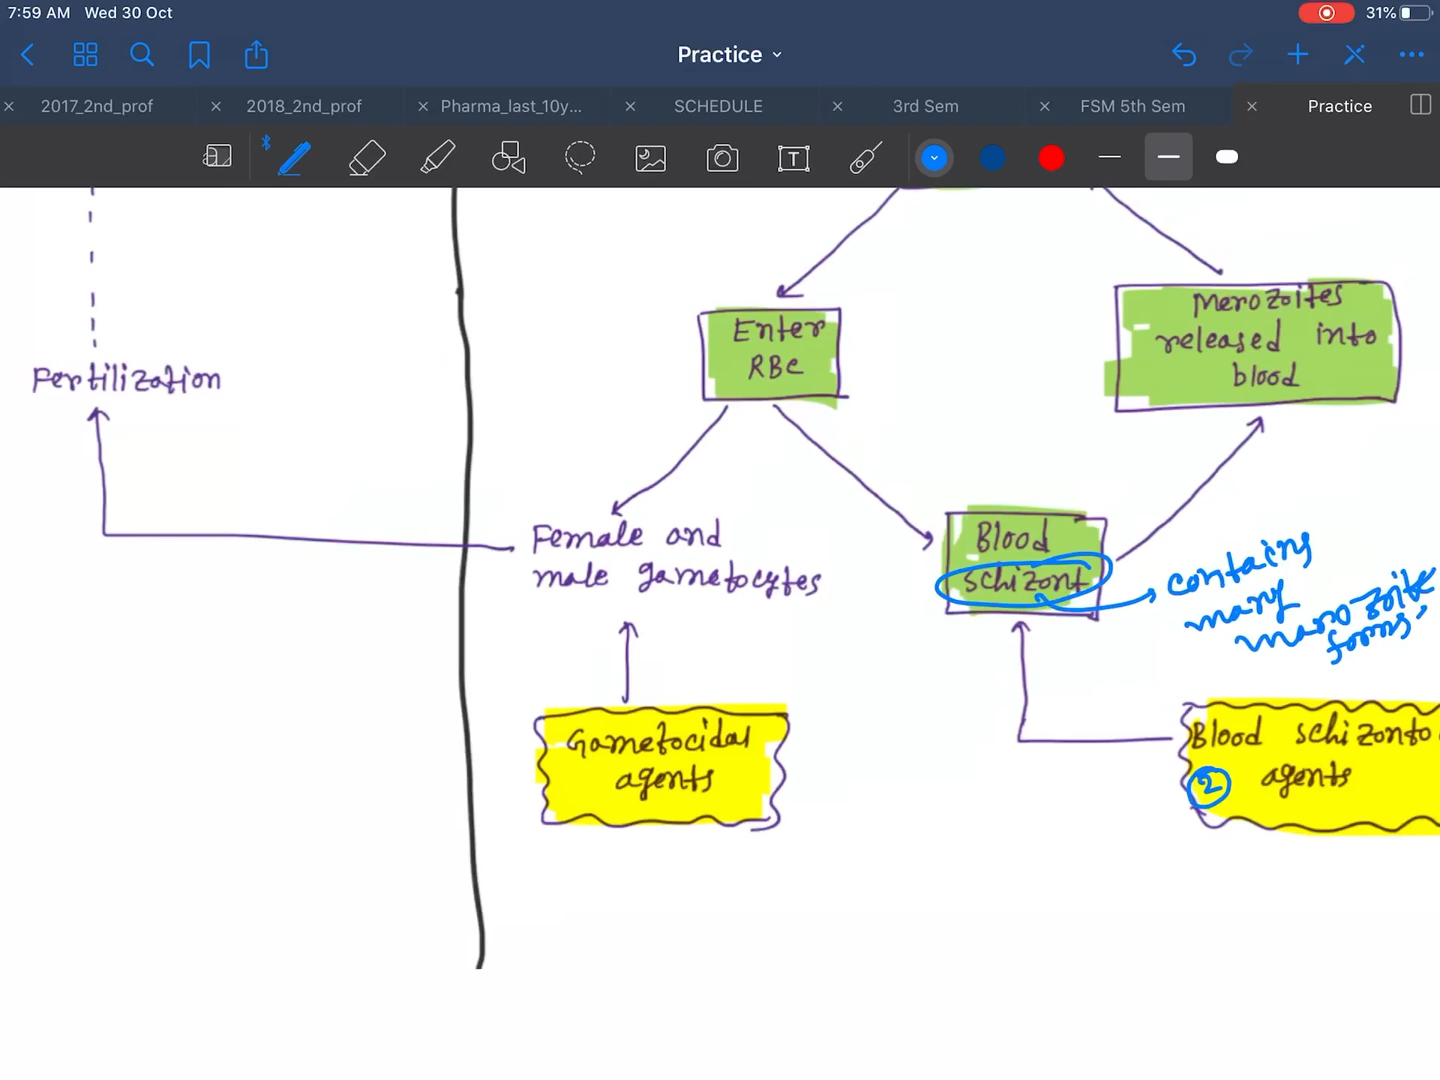 7:59 AM Wed 30 Oct
31%
Practice
2017_2nd_prof
2018_2nd_prof
Pharma_last_10y...
SCHEDULE
3rd Sem
FSM 5th Sem
Practice
T
Enter
RBC
Merozoites
released into
blood
Fertilization
Female and
male gametocytes
Blood
schizont
contains
many
merozoite
forms
Gametocidal
agents
Blood schizonto
2 agents